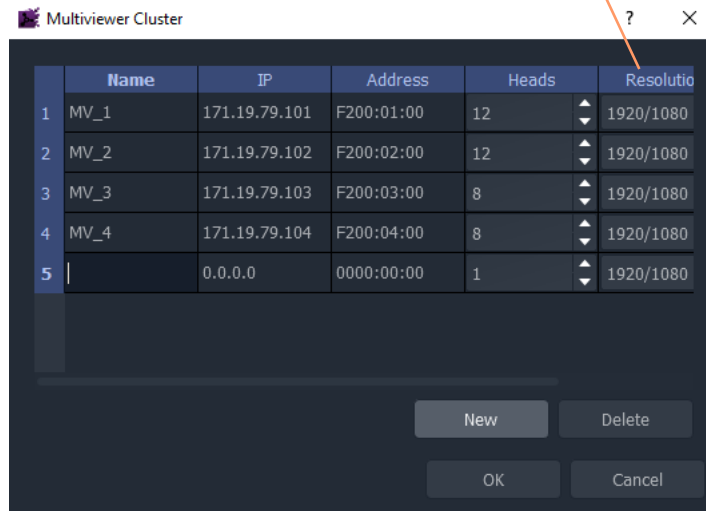 Multiviewer Cluster ?
Name IP Address Heads Resolutio
1 MV_1 171.19.79.101 F200:01:00 12 1920/1080
2 MV_2 171.19.79.102 F200:02:00 12 1920/1080
3 MV_3 171.19.79.103 F200:03:00 8 1920/1080
4 MV_4 171.19.79.104 F200:04:00 8 1920/1080
5 0.0.0.0 0000:00:00 1 1920/1080
New Delete
OK Cancel